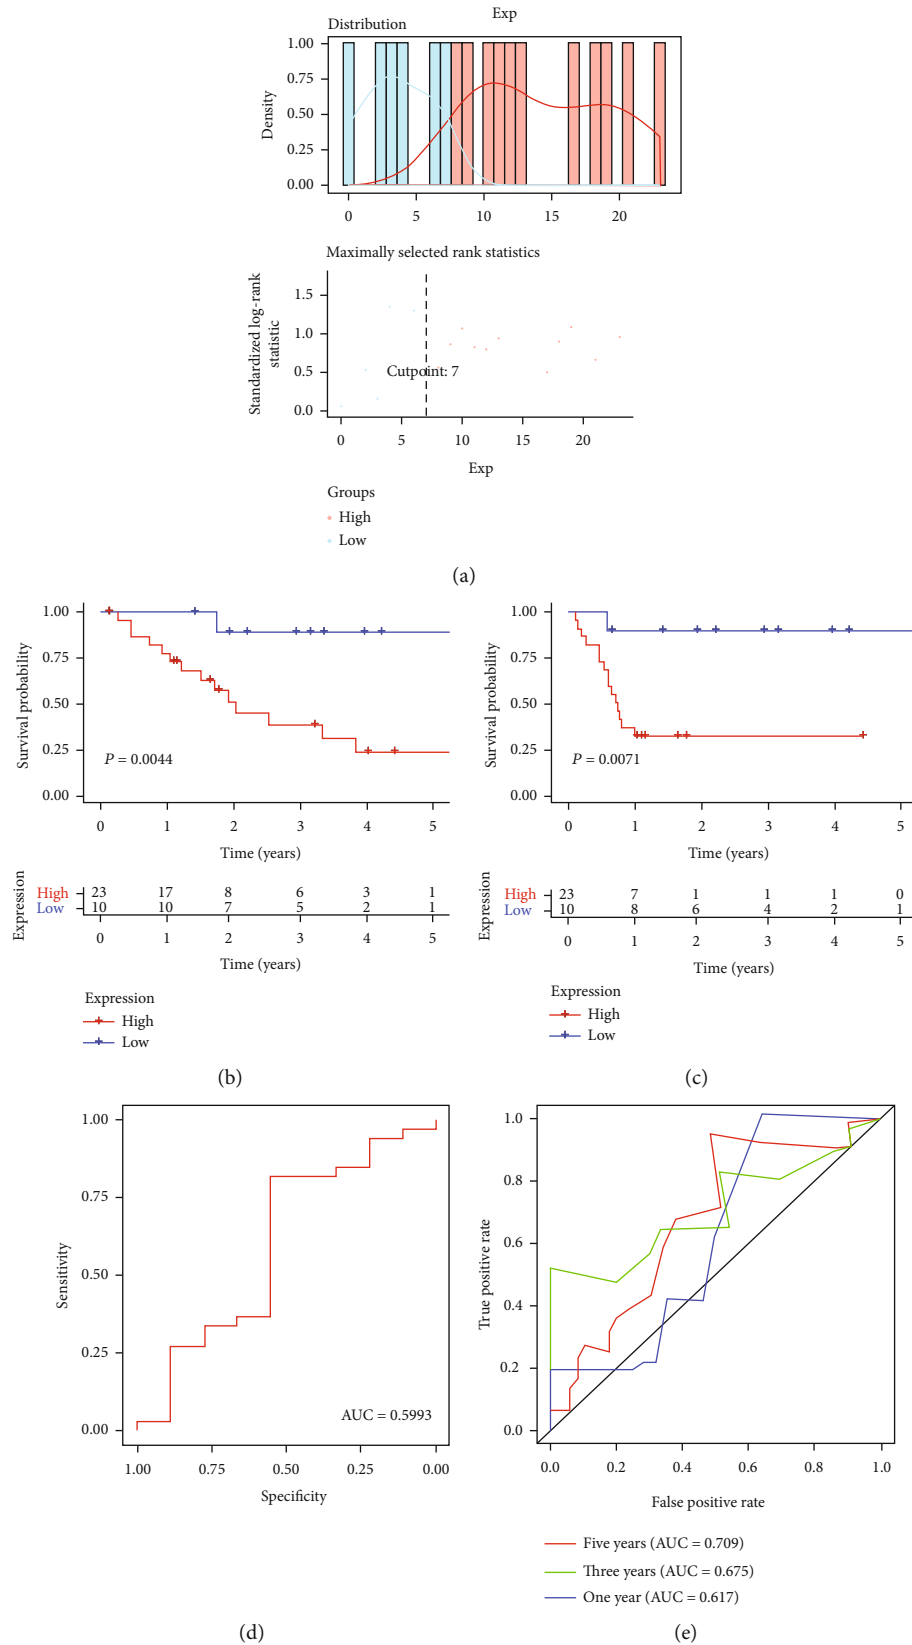 Exp
Distribution
1.00
0.75
0.50
0.25
0.00
Density
0 5 10 15 20
Maximally selected rank statistics
1.5
1.0
0.5
0.0
Standardized log-rank
statistic
Cutpoint: 7
0 5 10 15 20
Exp
Groups
High
Low
(a)
1.00
0.75
0.50
0.25
0.00
Survival probability
P = 0.0044
0 1 2 3 4 5
Time (years)
Expression
High 23 17 8 6 3 1
Low 10 10 7 5 2 1
0 1 2 3 4 5
Time (years)
Expression
High
Low
(b)
1.00
0.75
0.50
0.25
0.00
Survival probability
P = 0.0071
0 1 2 3 4 5
Time (years)
Expression
High 23 7 1 1 1 0
Low 10 8 6 4 2 1
0 1 2 3 4 5
Time (years)
Expression
High
Low
(c)
1.00
0.75
0.50
0.25
0.00
Sensitivity
AUC = 0.5993
1.00 0.75 0.50 0.25 0.00
Specificity
(d)
1.0
0.8
0.6
0.4
0.2
0.0
True positive rate
0.0 0.2 0.4 0.6 0.8 1.0
False positive rate
Five years (AUC = 0.709)
Three years (AUC = 0.675)
One year (AUC = 0.617)
(e)